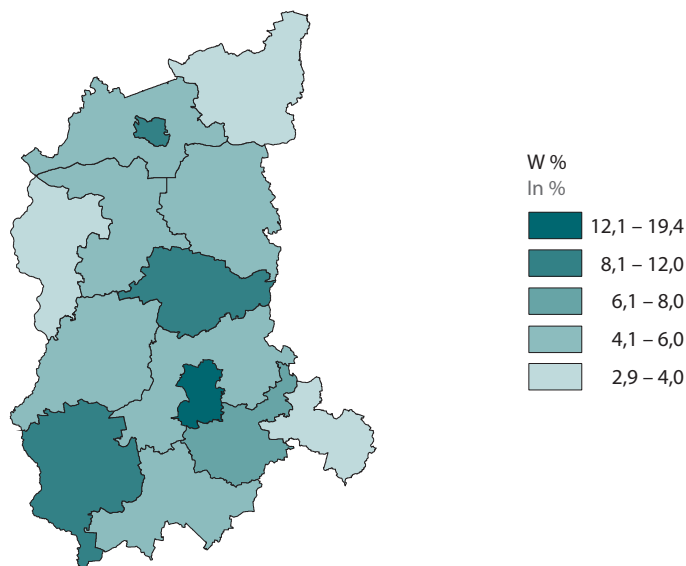 W %
In %
12,1 – 19,4
8,1 – 12,0
6,1 – 8,0
4,1 – 6,0
2,9 – 4,0